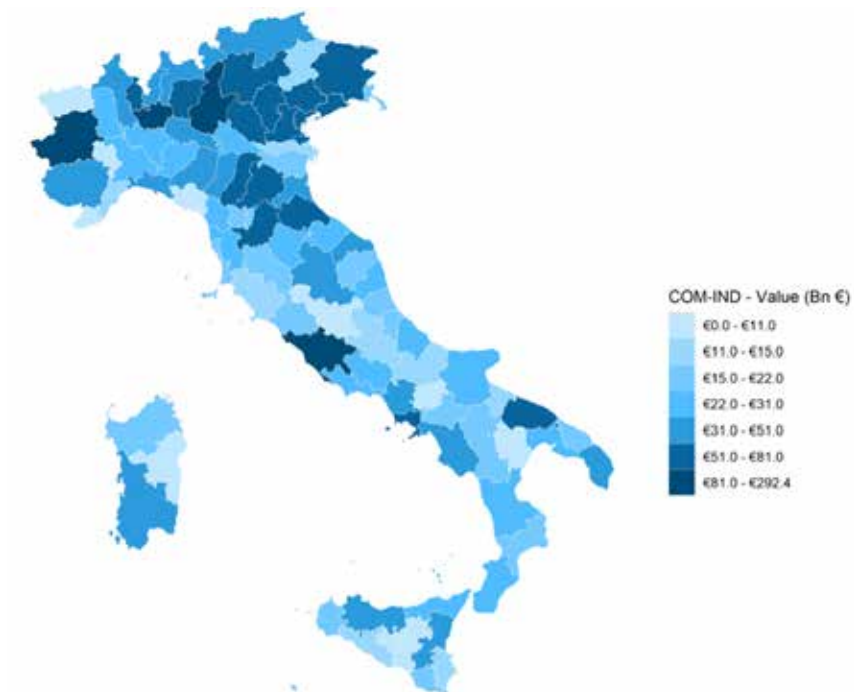 COM-IND - Value (Bn €)
€0.0 - €11.0
€11.0 - €15.0
€15.0 - €22.0
€22.0 - €31.0
€31.0 - €51.0
€51.0 - €81.0
€81.0 - €292.4